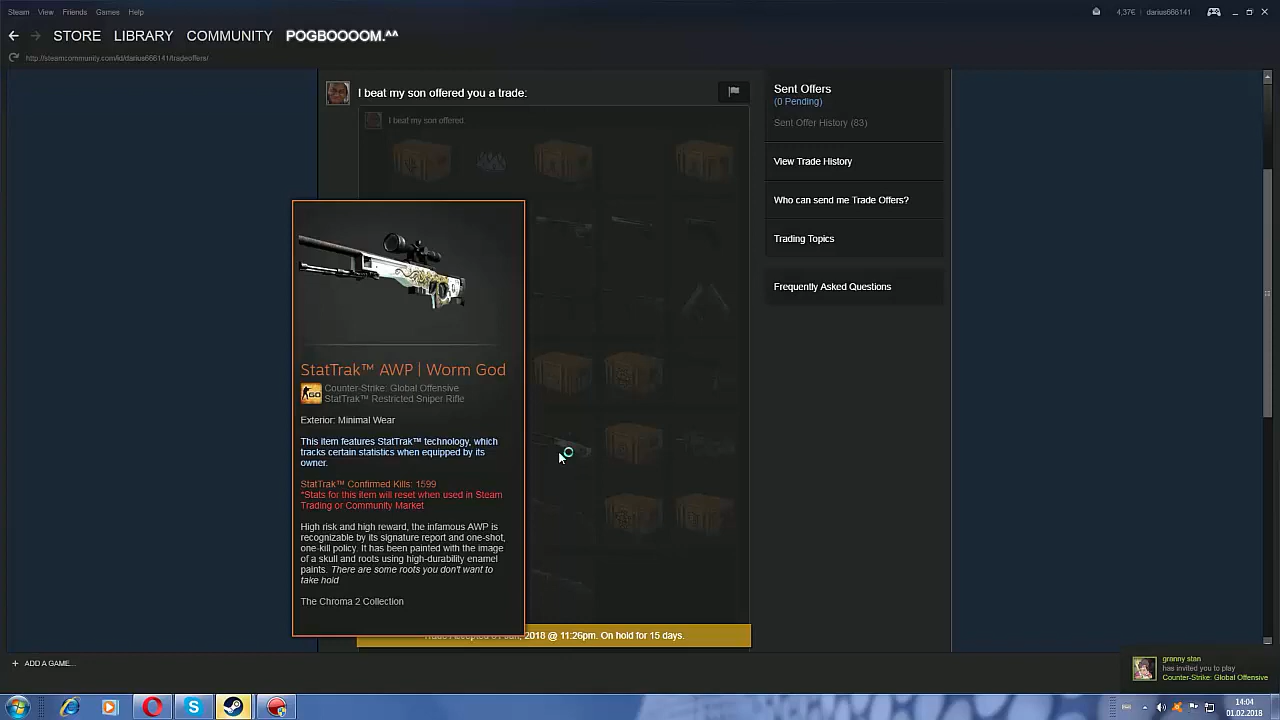 Steam View Friends Games Help
4,37€ darius666141
STORE LIBRARY COMMUNITY POGBOOOOM.^^
http://steamcommunity.com/id/darius666141/tradeoffers/
I beat my son offered you a trade:
I beat my son offered.
Sent Offers
(0 Pending)
Sent Offer History (83)
View Trade History
Who can send me Trade Offers?
Trading Topics
Frequently Asked Questions
StatTrak™ AWP | Worm God
Counter-Strike: Global Offensive
StatTrak™ Restricted Sniper Rifle
Exterior: Minimal Wear
This item features StatTrak™ technology, which
tracks certain statistics when equipped by its
owner.
StatTrak™ Confirmed Kills: 1599
*Stats for this item will reset when used in Steam
Trading or Community Market
High risk and high reward, the infamous AWP is
recognizable by its signature report and one-shot,
one-kill policy. It has been painted with the image
of a skull and roots using high-durability enamel
paints. There are some roots you don't want to
take hold
The Chroma 2 Collection
2018 @ 11:26pm. On hold for 15 days.
+ ADD A GAME...
granny stan
has invited you to play
Counter-Strike: Global Offensive
14:04
01.02.2018